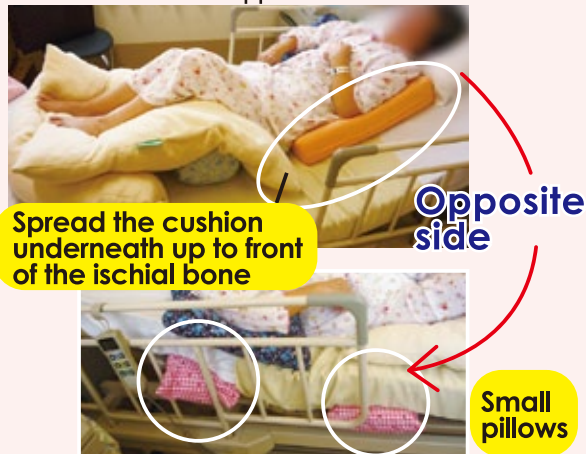 Spread the cushion
underneath up to front
of the ischial bone
Opposite
side
Small
pillows